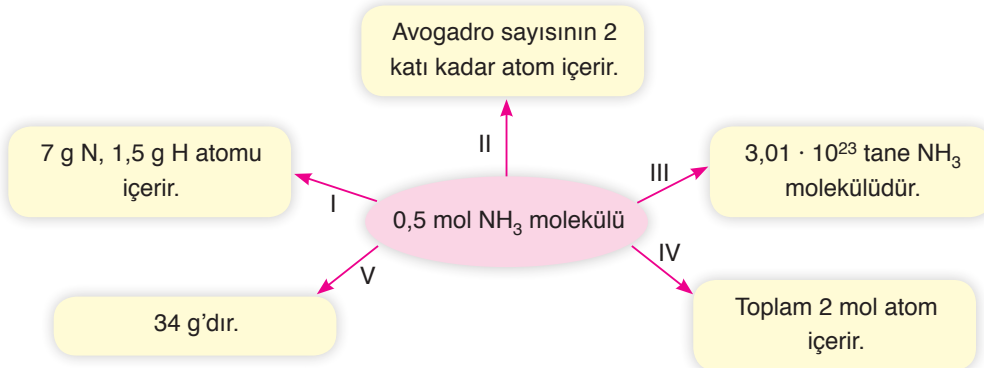 Avogadro sayısının 2
katı kadar atom içerir.
7 g N, 1,5 g H atomu
içerir.
II
3,01 · 10²³ tane NH₃
molekülüdür.
I
III
0,5 mol NH₃ molekülü
V
IV
34 g’dır.
Toplam 2 mol atom
içerir.